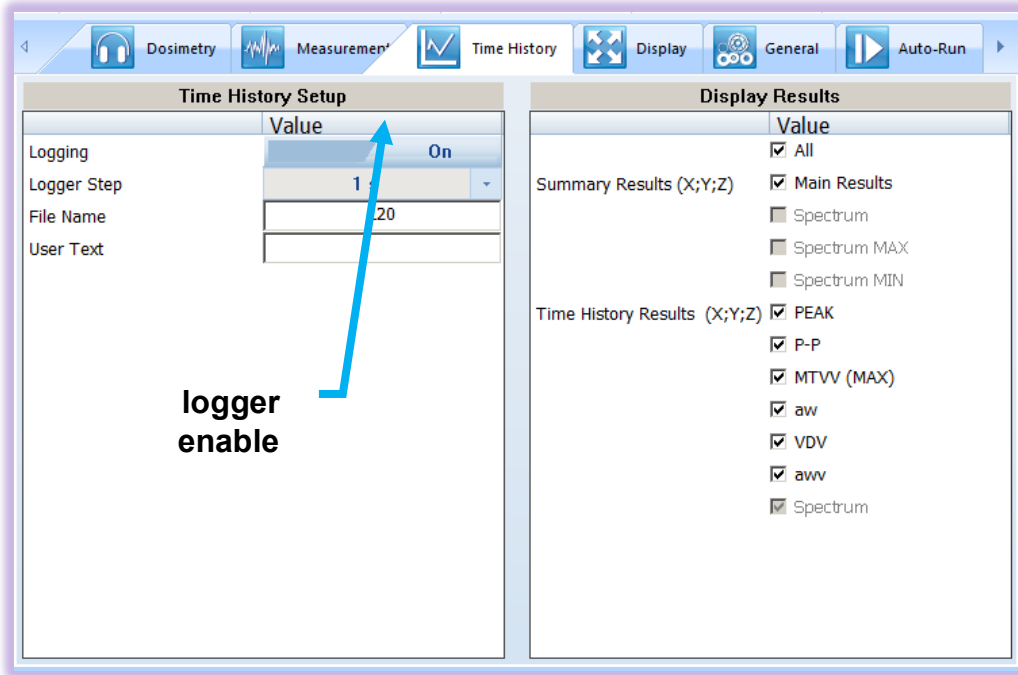 Dosimetry Measurement Time History Display General Auto-Run
Time History Setup
Value
Logging On
Logger Step 1
File Name 20
User Text
logger
enable
Display Results
Value
All
Summary Results (X;Y;Z) Main Results
Spectrum
Spectrum MAX
Spectrum MIN
Time History Results (X;Y;Z) PEAK
P-P
MTVV (MAX)
aw
VDV
awv
Spectrum